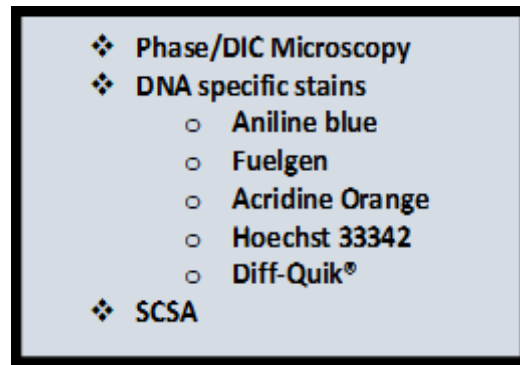 ❖ Phase/DIC Microscopy
❖ DNA specific stains
o Aniline blue
o Fuelgen
o Acridine Orange
o Hoechst 33342
o Diff-Quik®
❖ SCSA